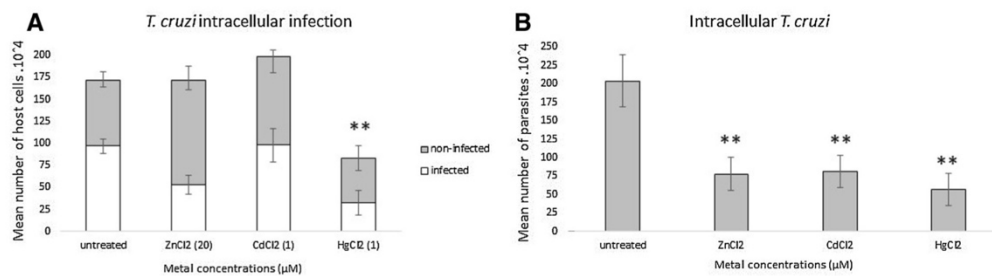 A
T. cruzi intracellular infection
Mean number of host cells .10^4
200
175
150
125
100
75
50
25
0
**
non-infected
infected
untreated
ZnCl2 (20)
CdCl2 (1)
HgCl2 (1)
Metal concentrations (µM)
B
Intracellular T. cruzi
Mean number of parasites .10^4
250
225
200
175
150
125
100
75
50
25
0
**
**
**
untreated
ZnCl2
CdCl2
HgCl2
Metal concentrations (µM)